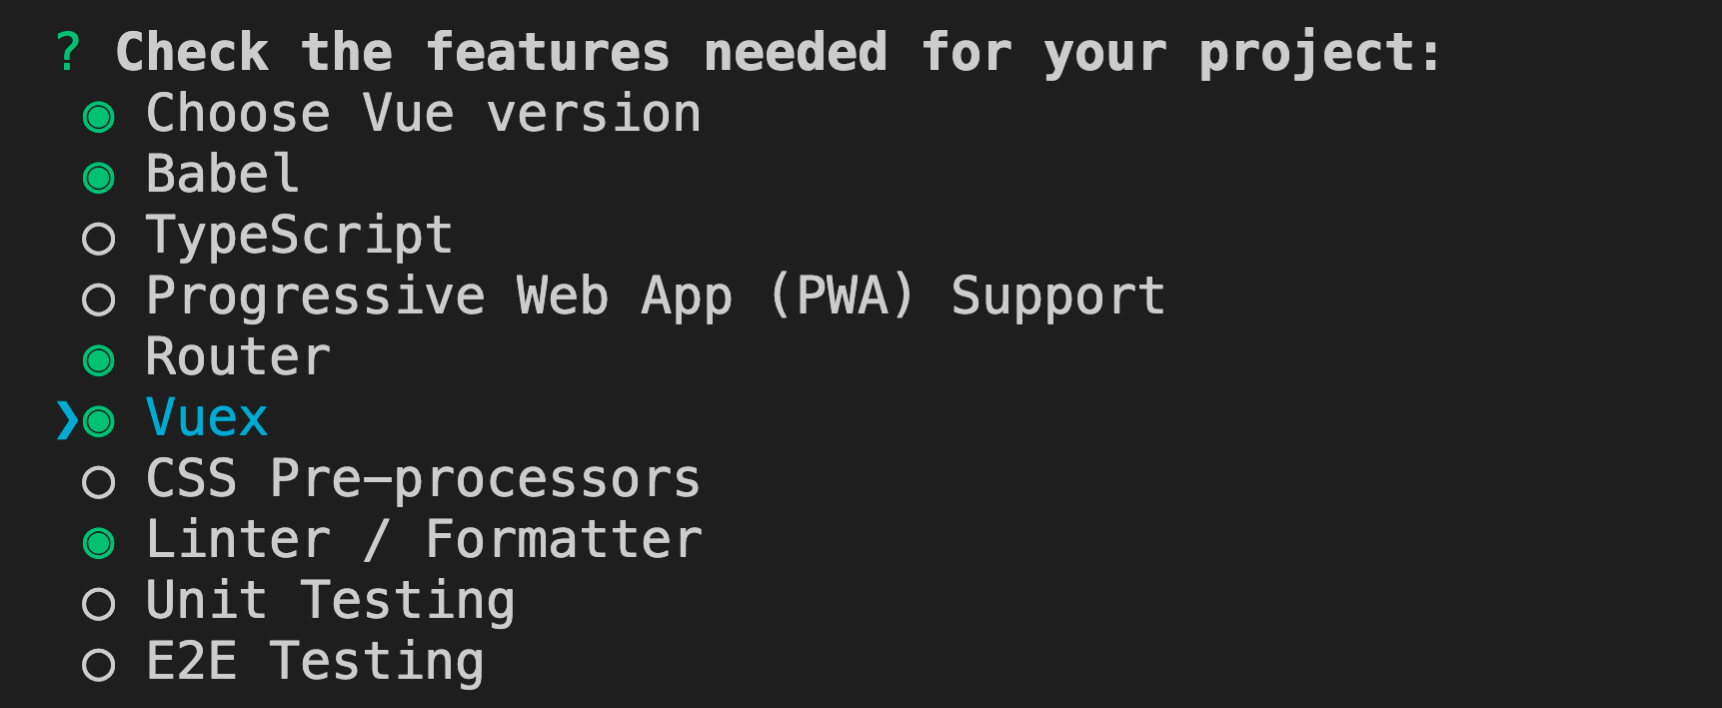 ? Check the features needed for your project:
◉ Choose Vue version
◉ Babel
◯ TypeScript
◯ Progressive Web App (PWA) Support
◉ Router
❯◉ Vuex
◯ CSS Pre-processors
◉ Linter / Formatter
◯ Unit Testing
◯ E2E Testing